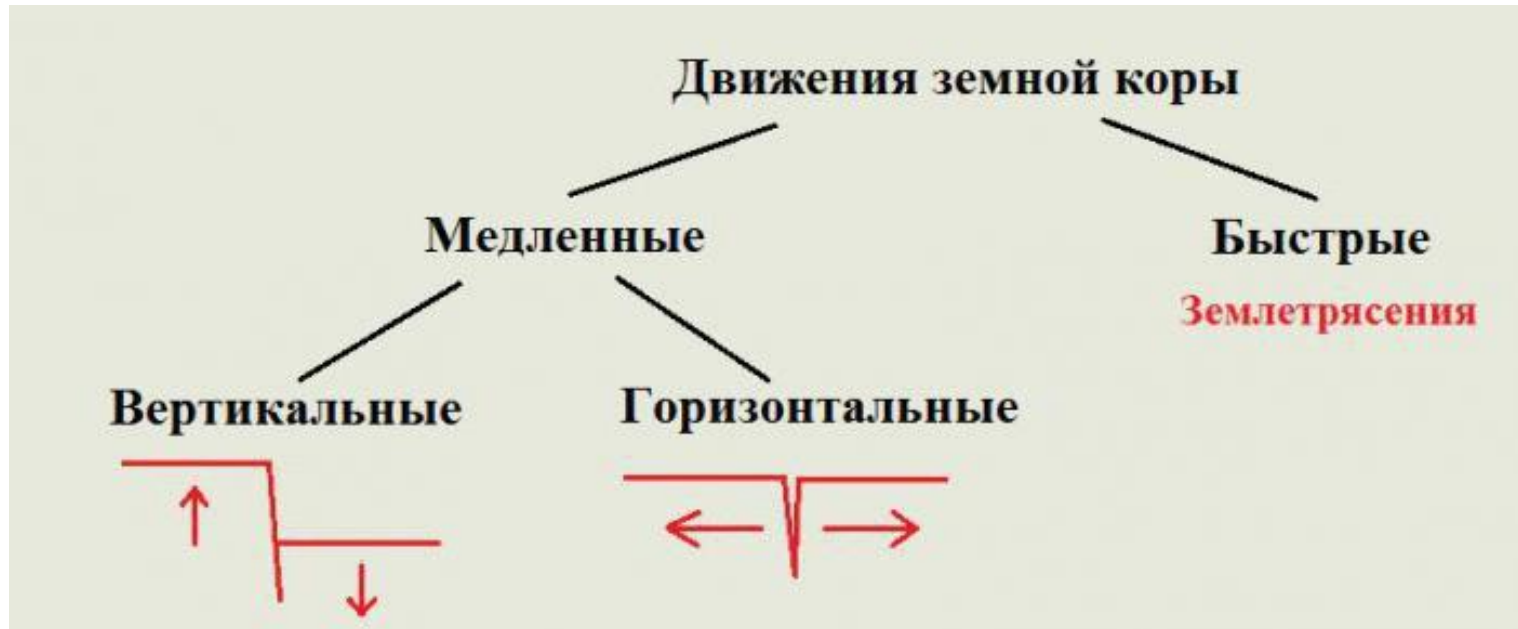 Движения земной коры
Медленные
Быстрые
Землетрясения
Вертикальные
Горизонтальные